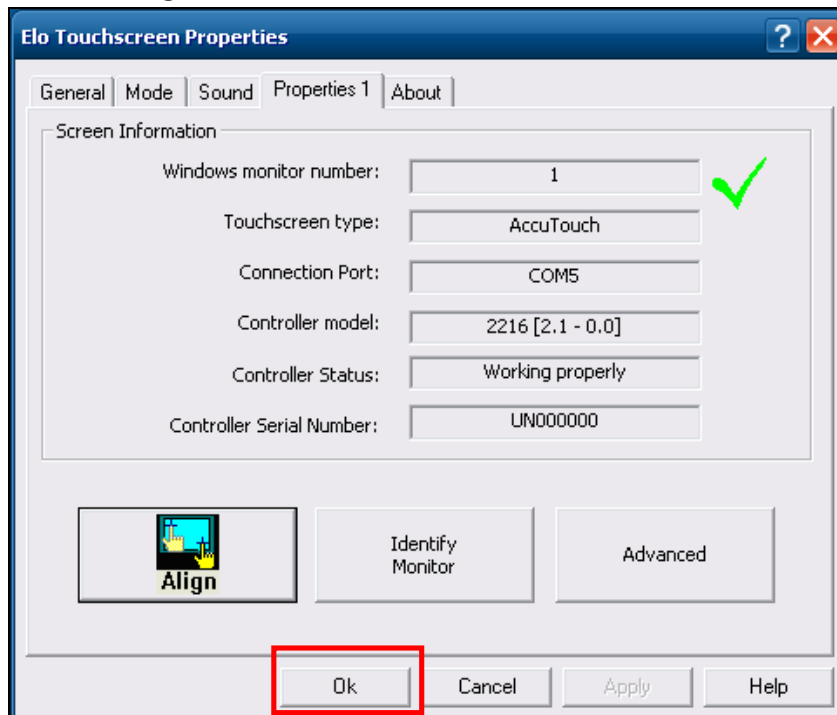 Elo Touchscreen Properties
General Mode Sound Properties 1 About
Screen Information
Windows monitor number: 1
Touchscreen type: AccuTouch
Connection Port: COM5
Controller model: 2216 [2.1 - 0.0]
Controller Status: Working properly
Controller Serial Number: UN000000
Align
Identify
Monitor
Advanced
Ok Cancel Apply Help